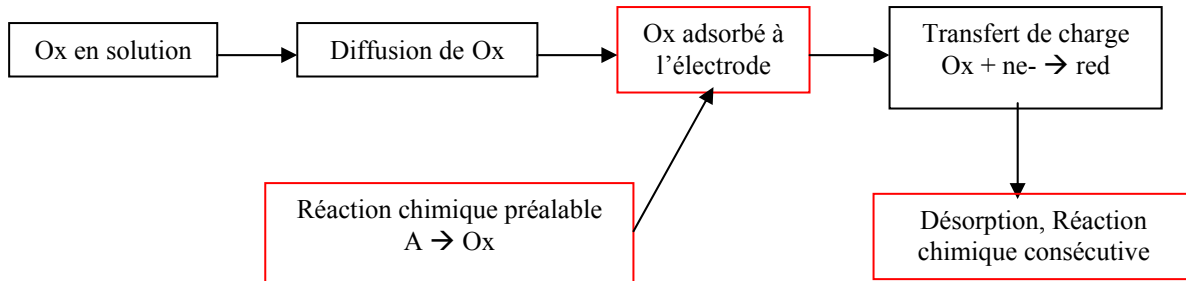 Ox en solution
Diffusion de Ox
Ox adsorbé à
l'électrode
Transfert de charge
Ox + ne- → red
Réaction chimique préalable
A → Ox
Désorption, Réaction
chimique consécutive